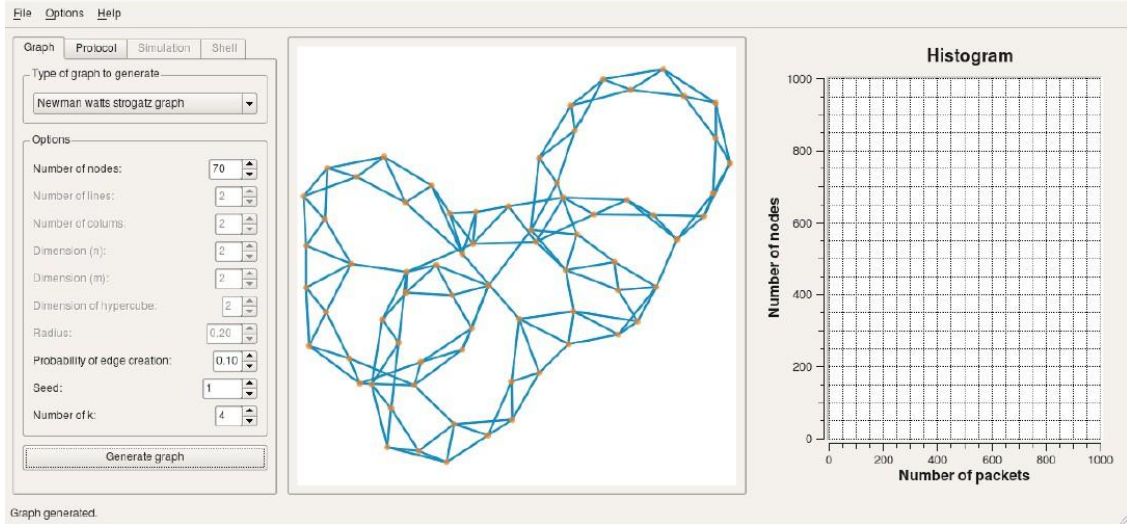 File Options Help
Graph Protocol Simulation Shell
Type of graph to generate
Newman watts strogatz graph
Options
Number of nodes: 70
Number of lines: 2
Number of colums: 2
Dimension (n): 2
Dimension (m): 2
Dimension of hypercube: 2
Radius: 0.20
Probability of edge creation: 0.10
Seed: 1
Number of k: 4
Generate graph
Graph generated.
Histogram
1000
800
600
400
200
0
Number of nodes
0 200 400 600 800 1000
Number of packets